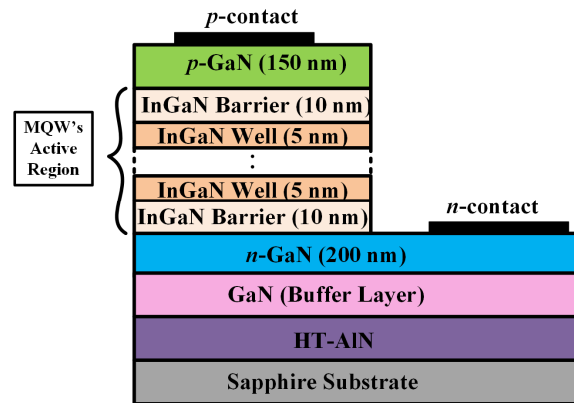 p-contact
p-GaN (150 nm)
InGaN Barrier (10 nm)
InGaN Well (5 nm)
⋮
InGaN Well (5 nm)
InGaN Barrier (10 nm)
MQW's
Active
Region
n-contact
n-GaN (200 nm)
GaN (Buffer Layer)
HT-AlN
Sapphire Substrate